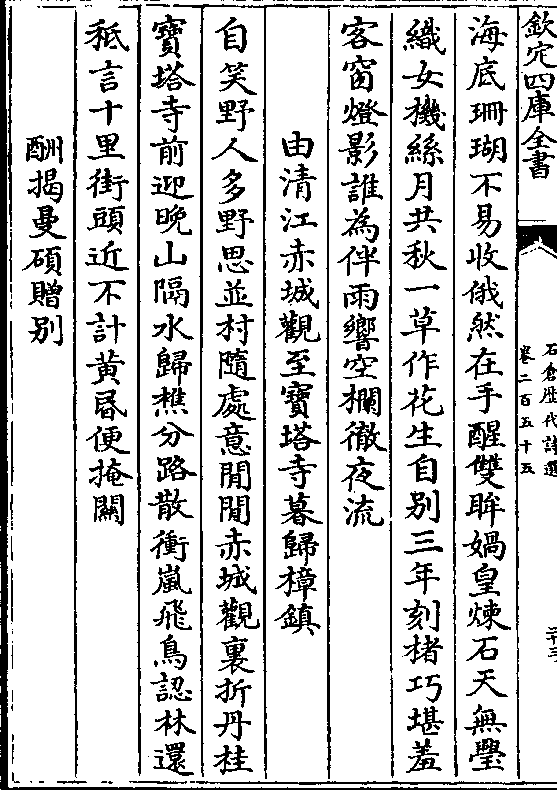 欽定四庫全書
石倉歴代詩選
卷二百五十五
海底珊瑚不易收俄然在手醒雙眸媧皇煉石天無璺
織女機絲月共秋一草作花生自别三年刻楮巧堪羞
客窗燈影誰為伴雨響空欄徹夜流
由清江赤城觀至寶塔寺暮歸樟鎮
自笑野人多野思並村隨處意閒閒赤城觀裏折丹桂
寶塔寺前迎晚山隔水歸樵分路散衝嵐飛鳥認林還
秪言十里街頭近不計黄昏便掩關
酬揭曼碩贈别